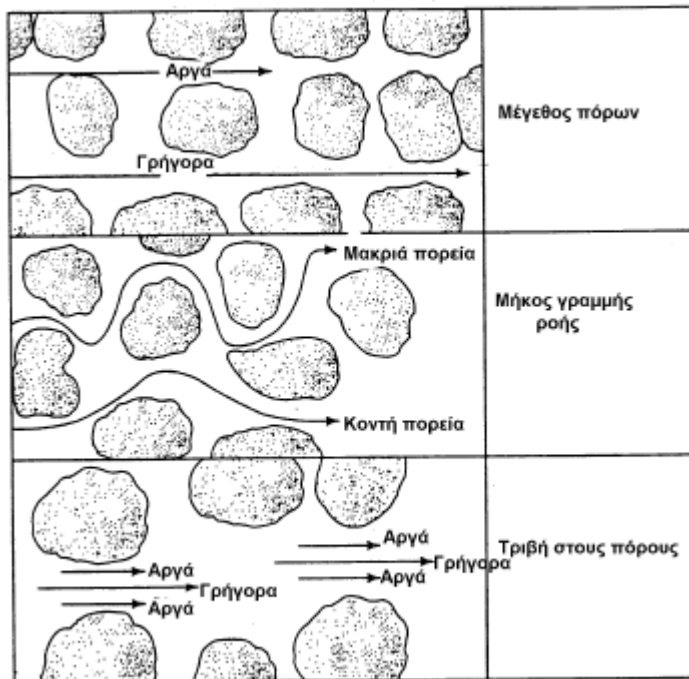 Αργά
Μέγεθος πόρων
Γρήγορα
Μακριά πορεία
Μήκος γραμμής
ροής
Κοντή πορεία
Αργά
Τριβή στους πόρους
Γρήγορα
Αργά
Αργά
Γρήγορα
Αργά